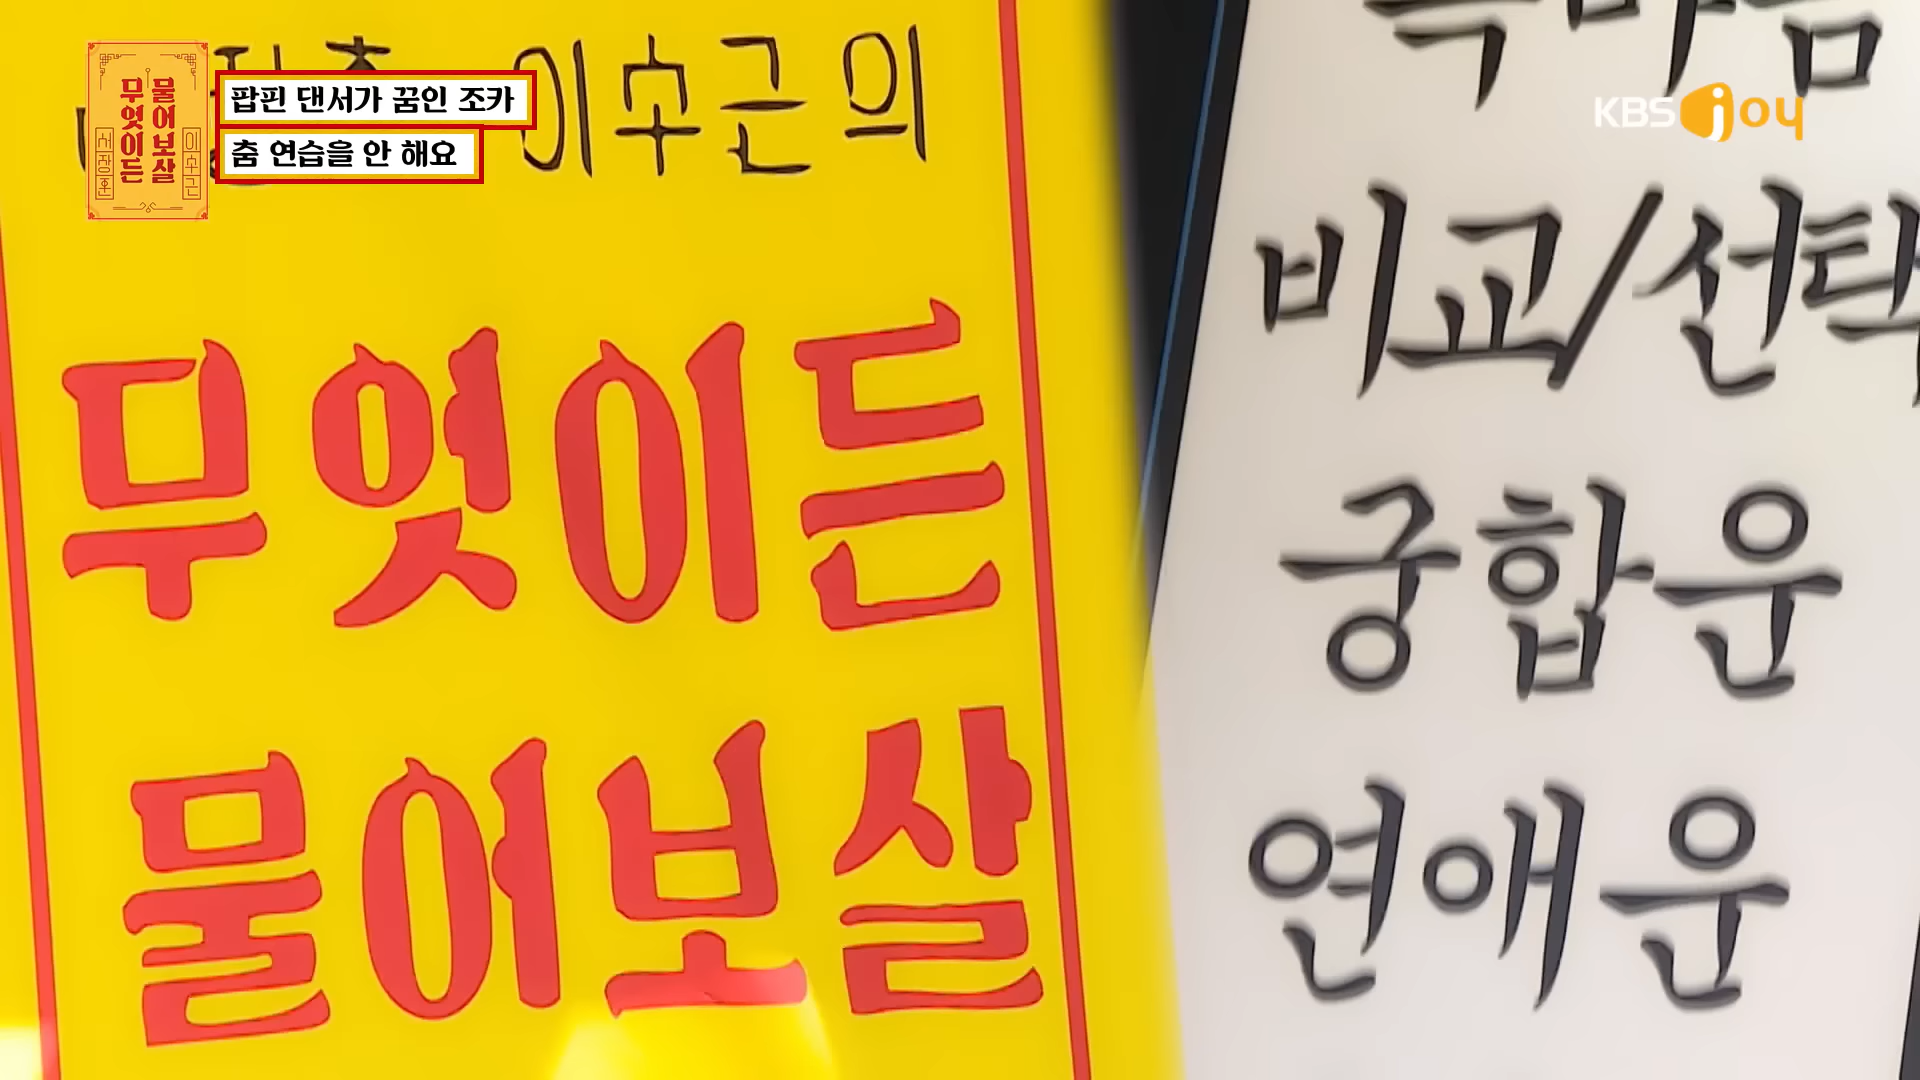 무엇이든
물어보살
서장훈
이수근
팝핀 댄서가 꿈인 조카
춤 연습을 안 해요
KBS joy
이수근의
무엇이든
물어보살
비교/선택
궁합운
연애운